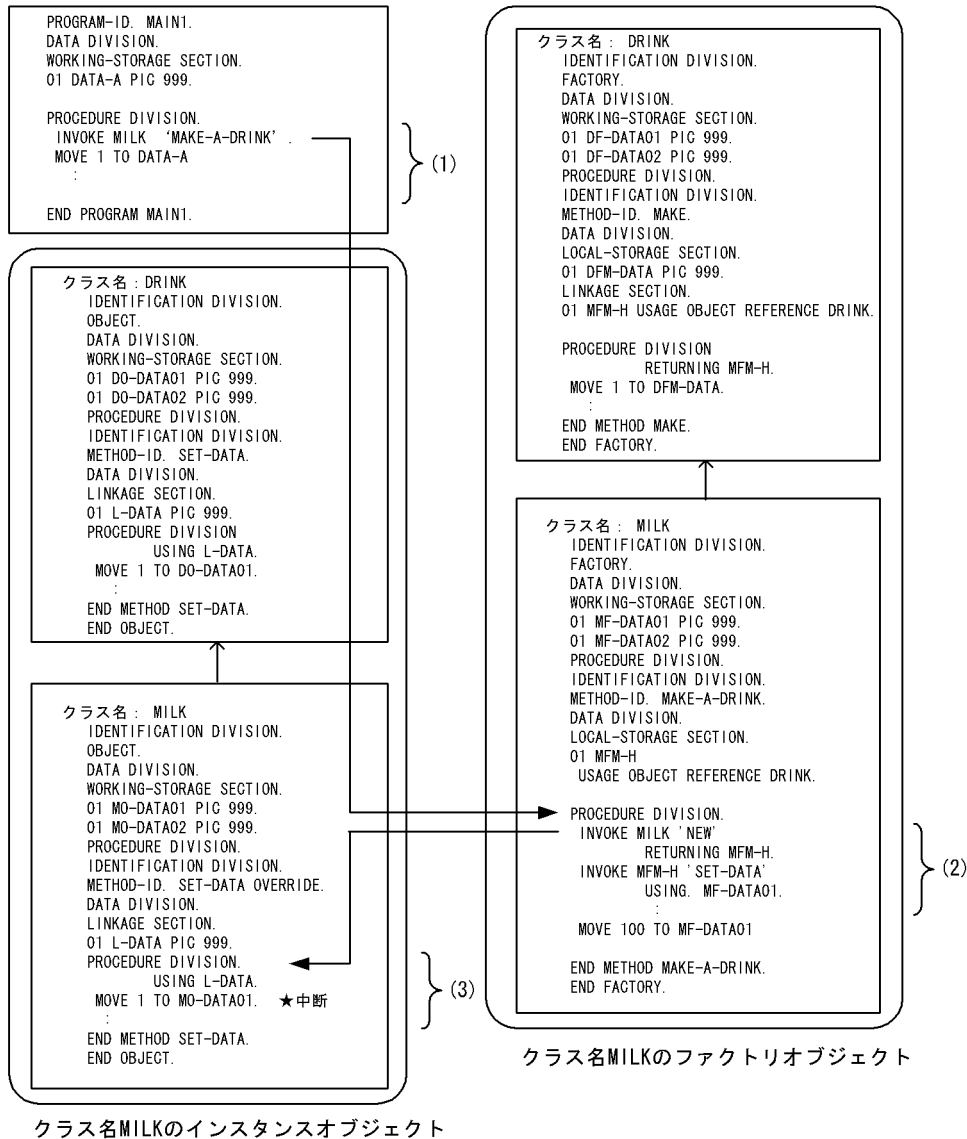 PROGRAM-ID. MAIN1.
DATA DIVISION.
WORKING-STORAGE SECTION.
01 DATA-A PIC 999.
PROCEDURE DIVISION.
INVOKE MILK 'MAKE-A-DRINK' .
MOVE 1 TO DATA-A
:
END PROGRAM MAIN1.
(1)
クラス名：DRINK
IDENTIFICATION DIVISION.
OBJECT.
DATA DIVISION.
WORKING-STORAGE SECTION.
01 DO-DATA01 PIC 999.
01 DO-DATA02 PIC 999.
PROCEDURE DIVISION.
IDENTIFICATION DIVISION.
METHOD-ID. SET-DATA.
DATA DIVISION.
LINKAGE SECTION.
01 L-DATA PIC 999.
PROCEDURE DIVISION
USING L-DATA.
MOVE 1 TO DO-DATA01.
:
END METHOD SET-DATA.
END OBJECT.
クラス名： MILK
IDENTIFICATION DIVISION.
OBJECT.
DATA DIVISION.
WORKING-STORAGE SECTION.
01 MO-DATA01 PIC 999.
01 MO-DATA02 PIC 999.
PROCEDURE DIVISION.
IDENTIFICATION DIVISION.
METHOD-ID. SET-DATA OVERRIDE.
DATA DIVISION.
LINKAGE SECTION.
01 L-DATA PIC 999.
PROCEDURE DIVISION.
USING L-DATA.
MOVE 1 TO MO-DATA01. ★中断
:
END METHOD SET-DATA.
END OBJECT.
(3)
クラス名MILKのインスタンスオブジェクト
クラス名： DRINK
IDENTIFICATION DIVISION.
FACTORY.
DATA DIVISION.
WORKING-STORAGE SECTION.
01 DF-DATA01 PIC 999.
01 DF-DATA02 PIC 999.
PROCEDURE DIVISION.
IDENTIFICATION DIVISION.
METHOD-ID. MAKE.
DATA DIVISION.
LOCAL-STORAGE SECTION.
01 DFM-DATA PIC 999.
LINKAGE SECTION.
01 MFM-H USAGE OBJECT REFERENCE DRINK.
PROCEDURE DIVISION
RETURNING MFM-H.
MOVE 1 TO DFM-DATA.
:
END METHOD MAKE.
END FACTORY.
クラス名： MILK
IDENTIFICATION DIVISION.
FACTORY.
DATA DIVISION.
WORKING-STORAGE SECTION.
01 MF-DATA01 PIC 999.
01 MF-DATA02 PIC 999.
PROCEDURE DIVISION.
IDENTIFICATION DIVISION.
METHOD-ID. MAKE-A-DRINK.
DATA DIVISION.
LOCAL-STORAGE SECTION.
01 MFM-H
USAGE OBJECT REFERENCE DRINK.
PROCEDURE DIVISION.
INVOKE MILK 'NEW'
RETURNING MFM-H.
INVOKE MFM-H 'SET-DATA'
USING. MF-DATA01.
:
MOVE 100 TO MF-DATA01
END METHOD MAKE-A-DRINK.
END FACTORY.
(2)
クラス名MILKのファクトリオブジェクト